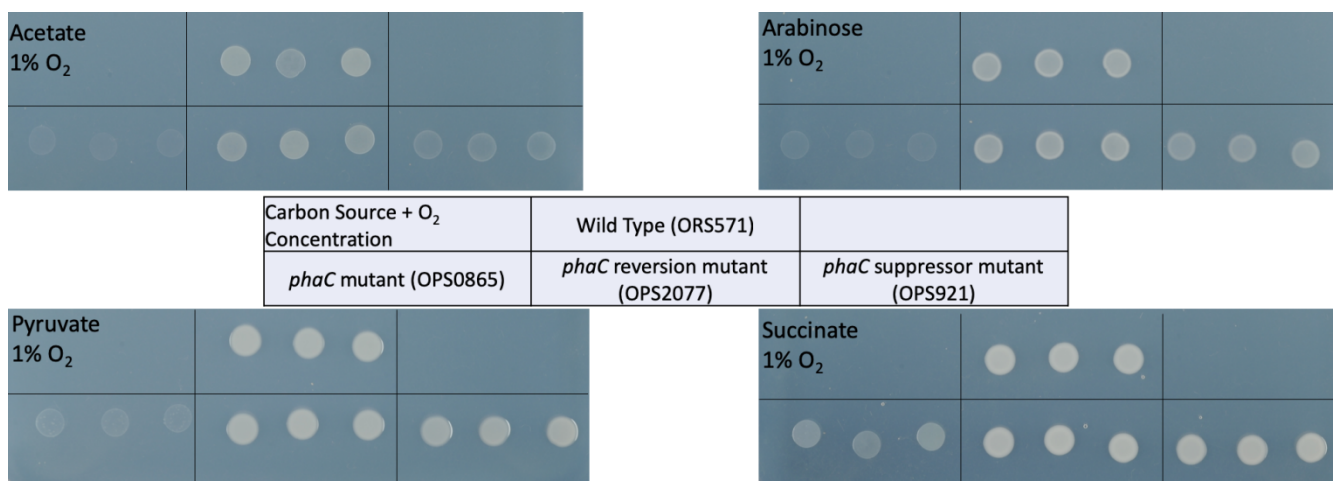 Acetate
1% O₂
Arabinose
1% O₂
Carbon Source + O₂
Concentration
Wild Type (ORS571)
phaC mutant (OPS0865)
phaC reversion mutant
(OPS2077)
phaC suppressor mutant
(OPS921)
Pyruvate
1% O₂
Succinate
1% O₂